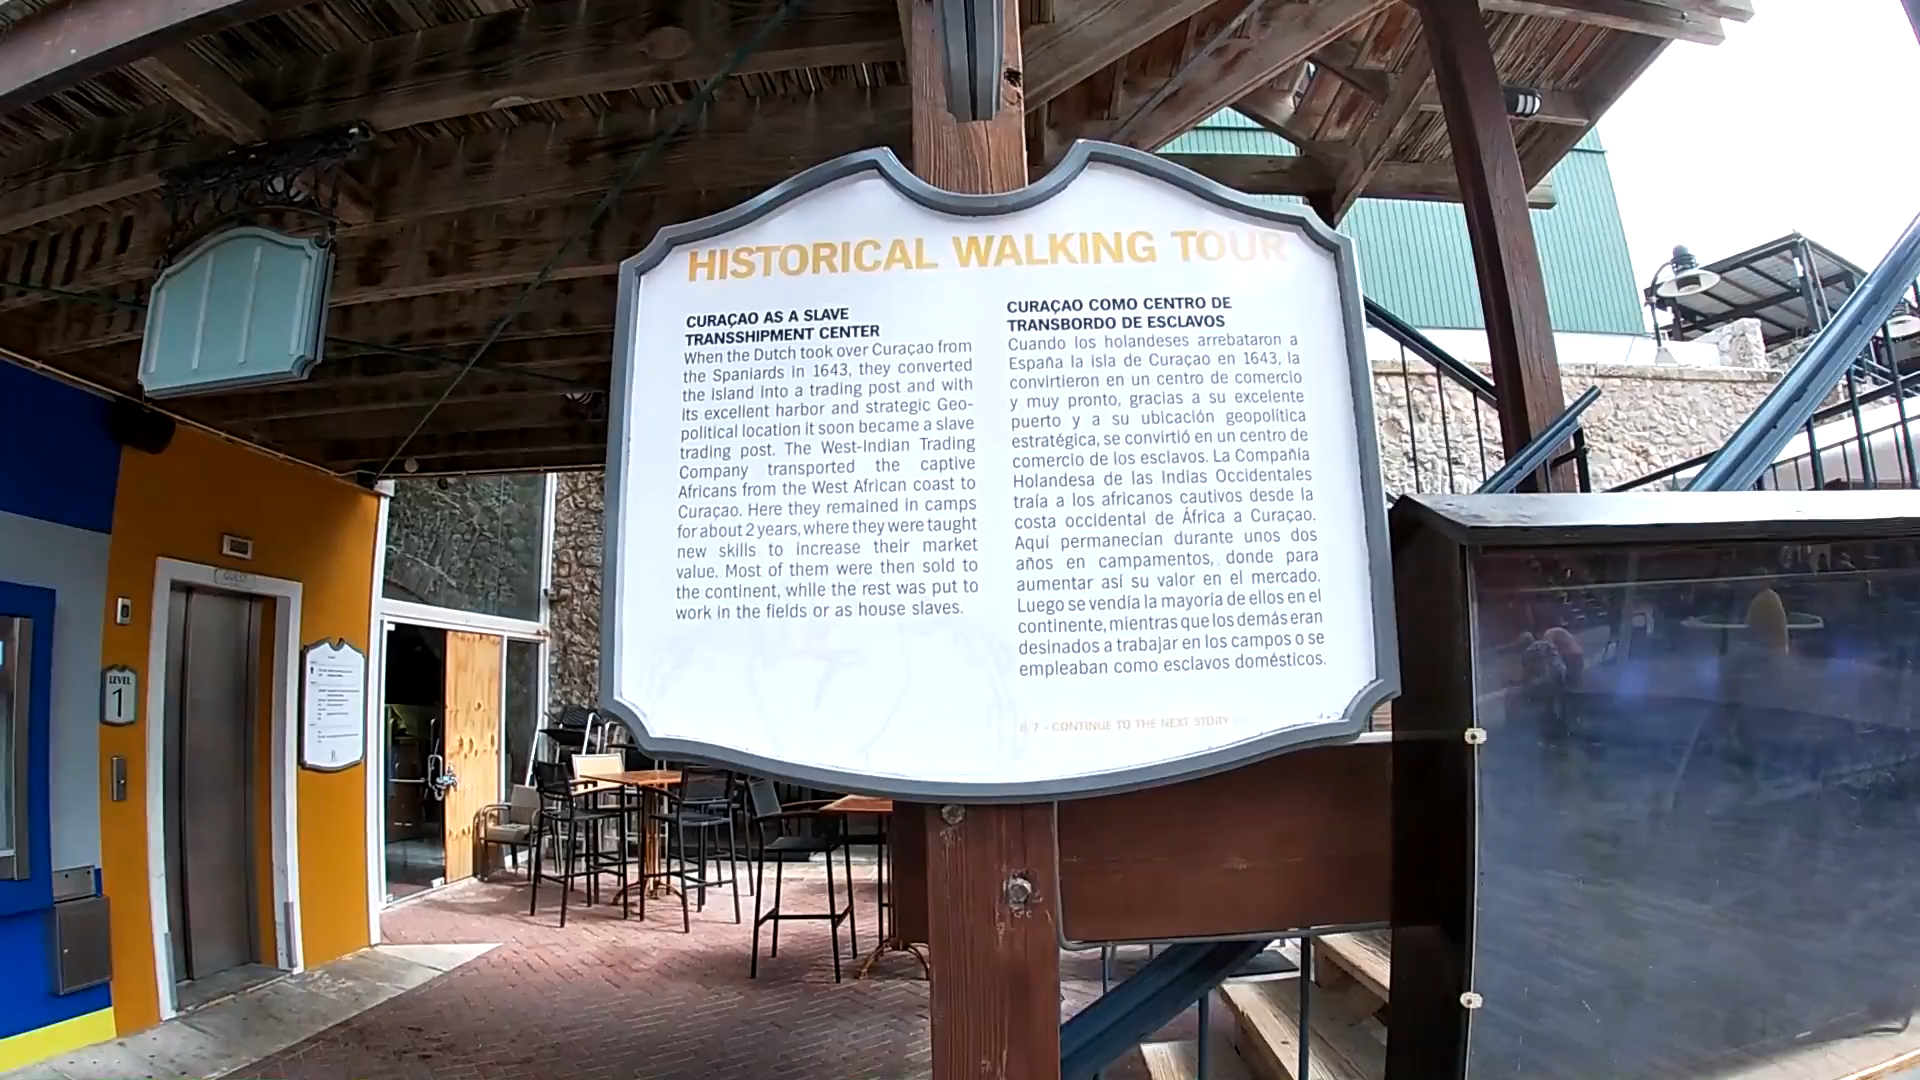 HISTORICAL WALKING TOUR
CURAÇAO AS A SLAVE
TRANSSHIPMENT CENTER
When the Dutch took over Curaçao from
the Spaniards in 1643, they converted
the island into a trading post and with
its excellent harbor and strategic Geo-
political location it soon became a slave
trading post. The West-Indian Trading
Company transported the captive
Africans from the West African coast to
Curaçao. Here they remained in camps
for about 2 years, where they were taught
new skills to increase their market
value. Most of them were then sold to
the continent, while the rest was put to
work in the fields or as house slaves.
CURAÇAO COMO CENTRO DE
TRANSBORDO DE ESCLAVOS
Cuando los holandeses arrebataron a
España la isla de Curaçao en 1643, la
convirtieron en un centro de comercio
y muy pronto, gracias a su excelente
puerto y a su ubicación geopolítica
estratégica, se convirtió en un centro de
comercio de los esclavos. La Compañía
Holandesa de las Indias Occidentales
traía a los africanos cautivos desde la
costa occidental de África a Curaçao.
Aquí permanecían durante unos dos
años en campamentos, donde para
aumentar así su valor en el mercado.
Luego se vendía la mayoría de ellos en el
continente, mientras que los demás eran
desinados a trabajar en los campos o se
empleaban como esclavos domésticos.
6/7 - CONTINUE TO THE NEXT STORY
GUEST
LEVEL
1